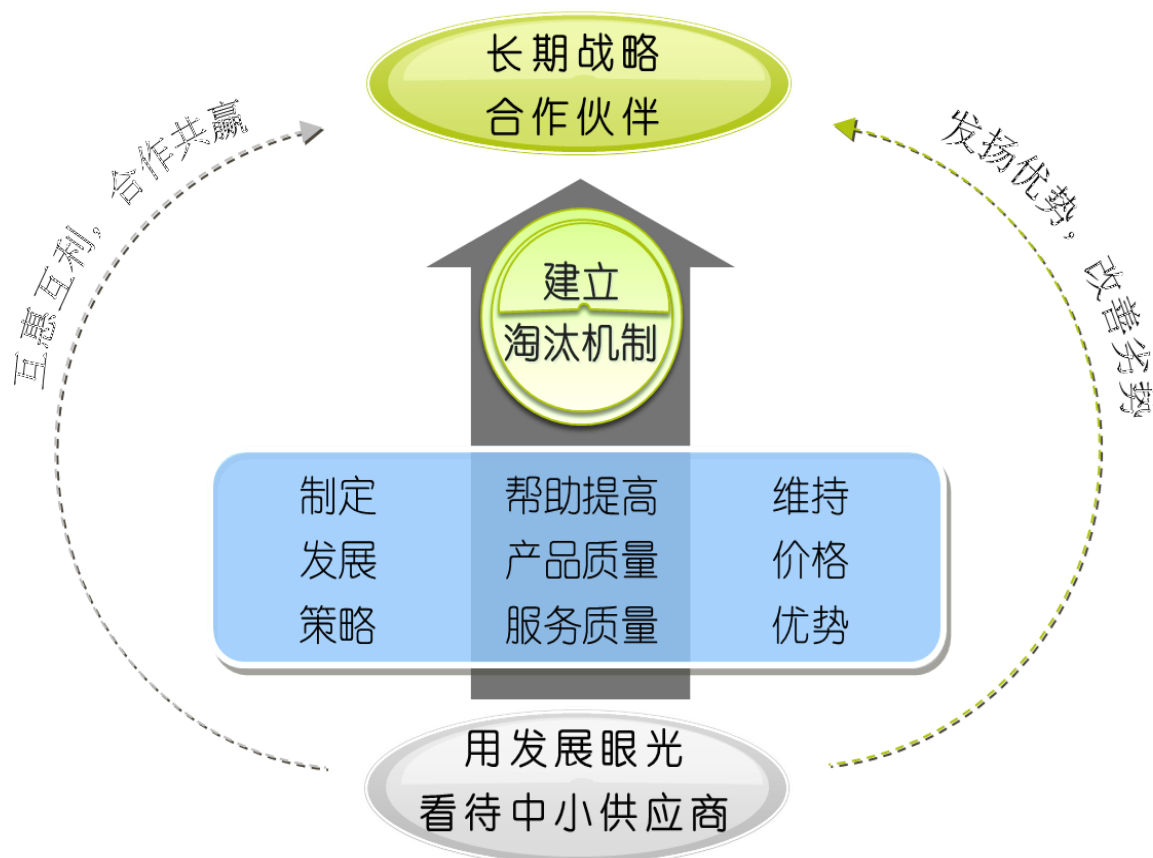 长期战略
合作伙伴
互惠互利，合作共赢
发扬优势，改善劣势
建立
淘汰机制
制定
发展
策略
帮助提高
产品质量
服务质量
维持
价格
优势
用发展眼光
看待中小供应商